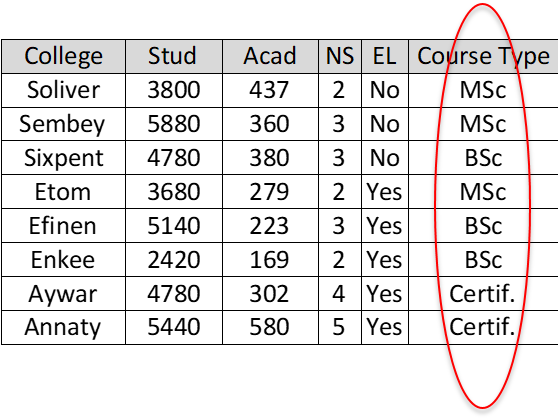 College Stud Acad NS EL Course Type
Soliver 3800 437 2 No MSc
Sembey 5880 360 3 No MSc
Sixpent 4780 380 3 No BSc
Etom 3680 279 2 Yes MSc
Efinen 5140 223 3 Yes BSc
Enkee 2420 169 2 Yes BSc
Aywar 4780 302 4 Yes Certif.
Annaty 5440 580 5 Yes Certif.